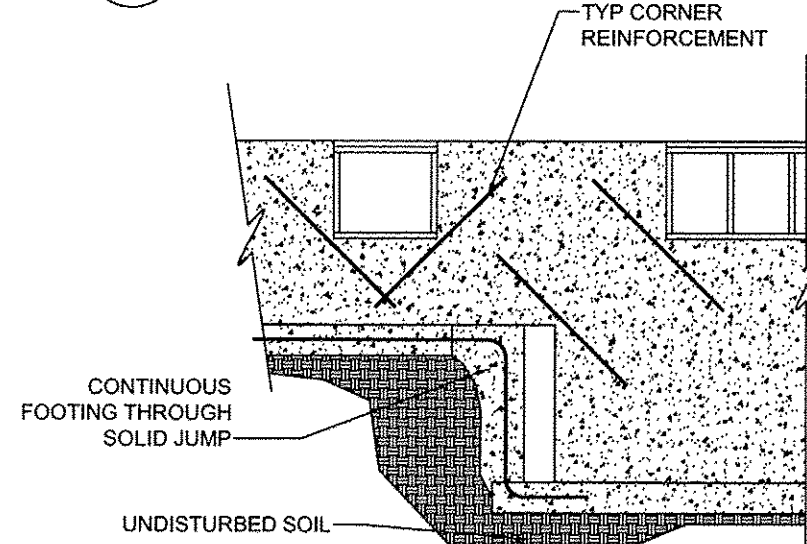 TYP CORNER
REINFORCEMENT
CONTINUOUS
FOOTING THROUGH
SOLID JUMP
UNDISTURBED SOIL